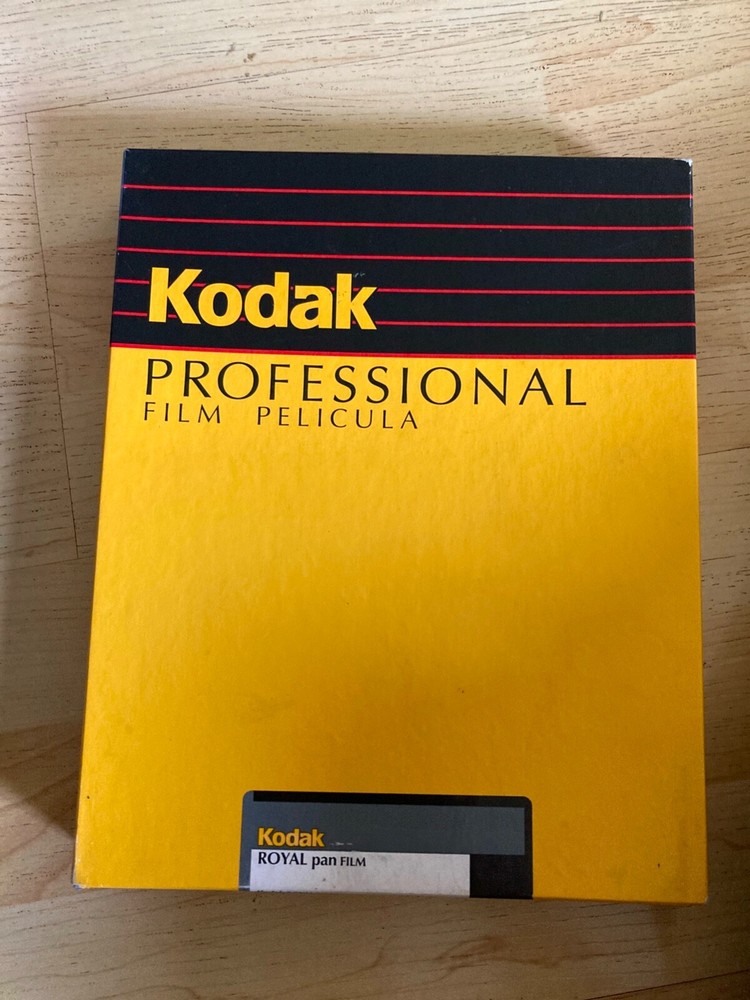 Kodak
PROFESSIONAL
FILM PELICULA
Kodak
ROYAL pan FILM